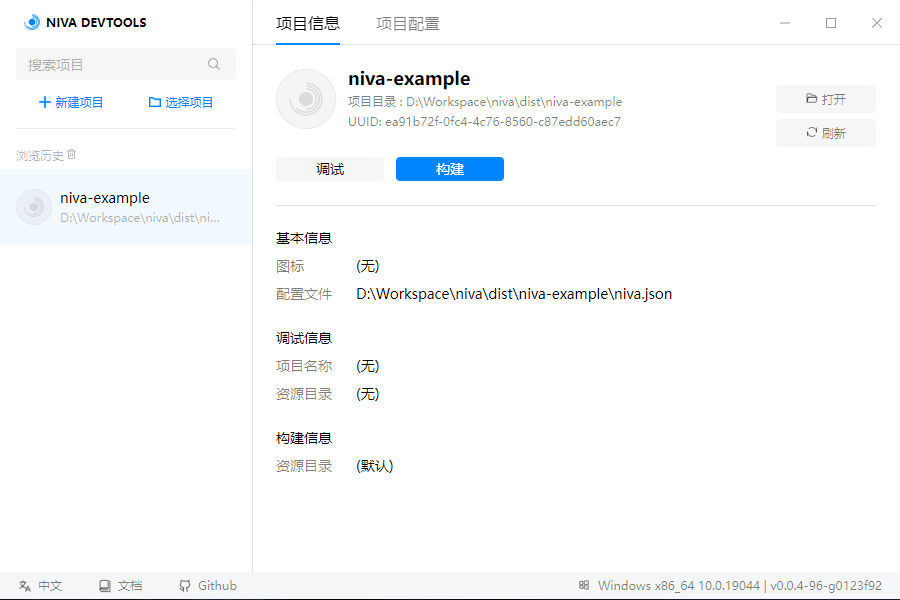 NIVA DEVTOOLS
搜索项目
新建项目
选择项目
浏览历史
niva-example
D:\Workspace\niva\dist\ni...
项目信息
项目配置
niva-example
项目目录 : D:\Workspace\niva\dist\niva-example
UUID: ea91b72f-0fc4-4c76-8560-c87edd60aec7
打开
刷新
调试
构建
基本信息
图标 (无)
配置文件 D:\Workspace\niva\dist\niva-example\niva.json
调试信息
项目名称 (无)
资源目录 (无)
构建信息
资源目录 (默认)
中文
文档
Github
Windows x86_64 10.0.19044 | v0.0.4-96-g0123f92